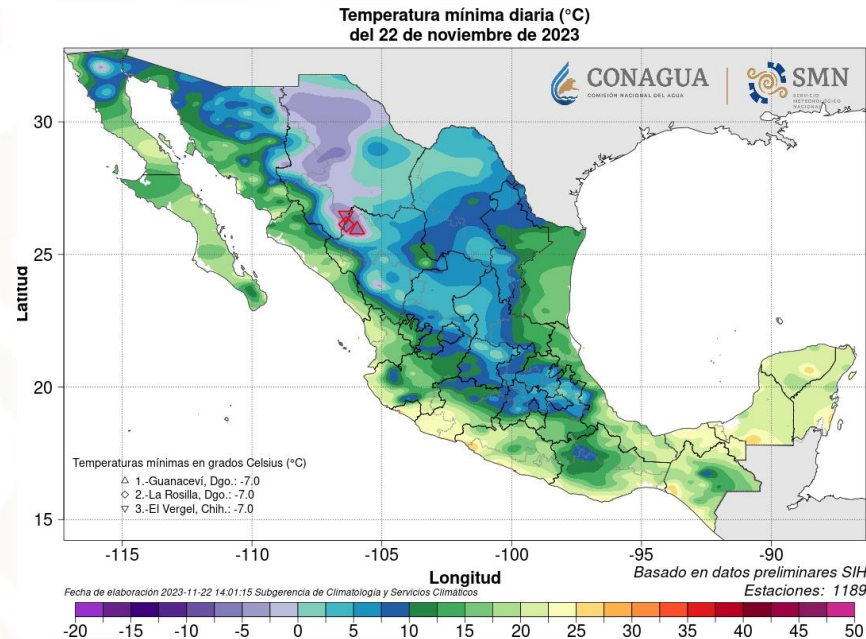 Temperatura mínima diaria (°C)
del 22 de noviembre de 2023
CONAGUA
COMISIÓN NACIONAL DEL AGUA
SMN
SERVICIO
METEOROLÓGICO
NACIONAL
30
25
20
15
Latitud
Temperaturas mínimas en grados Celsius (°C)
1.-Guanaceví, Dgo.: -7.0
2.-La Rosilla, Dgo.: -7.0
3.-El Vergel, Chih.: -7.0
-115 -110 -105 -100 -95 -90
Longitud
Basado en datos preliminares SIH
Fecha de elaboración 2023-11-22 14:01:15 Subgerencia de Climatología y Servicios Climáticos
Estaciones: 1189
-20 -15 -10 -5 0 5 10 15 20 25 30 35 40 45 50